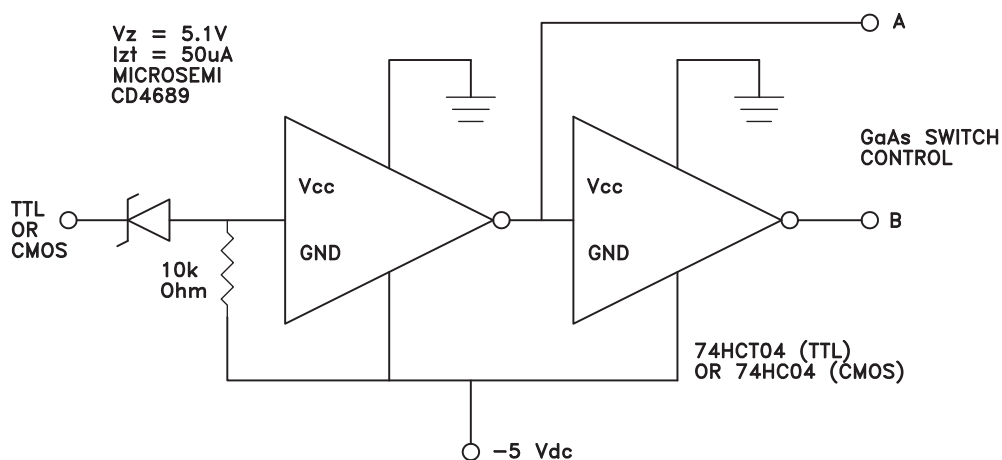 Vz = 5.1V
Izt = 50uA
MICROSEMI
CD4689
A
GaAs SWITCH
CONTROL
Vcc
Vcc
TTL
OR
CMOS
B
GND
GND
10k
Ohm
74HCT04 (TTL)
OR 74HC04 (CMOS)
-5 Vdc